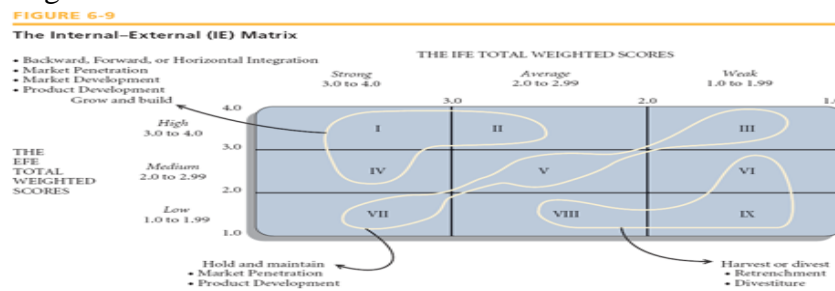 FIGURE 6-9
The Internal–External (IE) Matrix
THE IFE TOTAL WEIGHTED SCORES
• Backward, Forward, or Horizontal Integration
• Market Penetration
• Market Development
• Product Development
Grow and build
Strong
3.0 to 4.0
Average
2.0 to 2.99
Weak
1.0 to 1.99
4.0
3.0
2.0
High
3.0 to 4.0
I
II
III
3.0
THE
EFE
TOTAL
WEIGHTED
SCORES
Medium
2.0 to 2.99
IV
V
VI
2.0
Low
1.0 to 1.99
VII
VIII
IX
1.0
Hold and maintain
• Market Penetration
• Product Development
Harvest or divest
• Retrenchment
• Divestiture